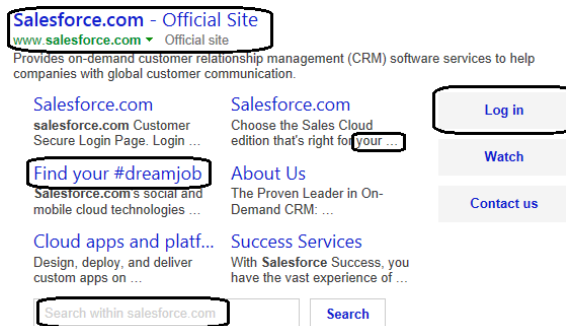 Salesforce.com - Official Site
www.salesforce.com Official site
Provides on-demand customer relationship management (CRM) software services to help
companies with global customer communication.
Salesforce.com
salesforce.com Customer
Secure Login Page. Login ...
Salesforce.com
Choose the Sales Cloud
edition that's right for your ...
Log in
Watch
Contact us
Find your #dreamjob
Salesforce.com's social and
mobile cloud technologies ...
About Us
The Proven Leader in On-
Demand CRM: ...
Cloud apps and platf...
Design, deploy, and deliver
custom apps on ...
Success Services
With Salesforce Success, you
have the vast experience of ...
Search within salesforce.com
Search